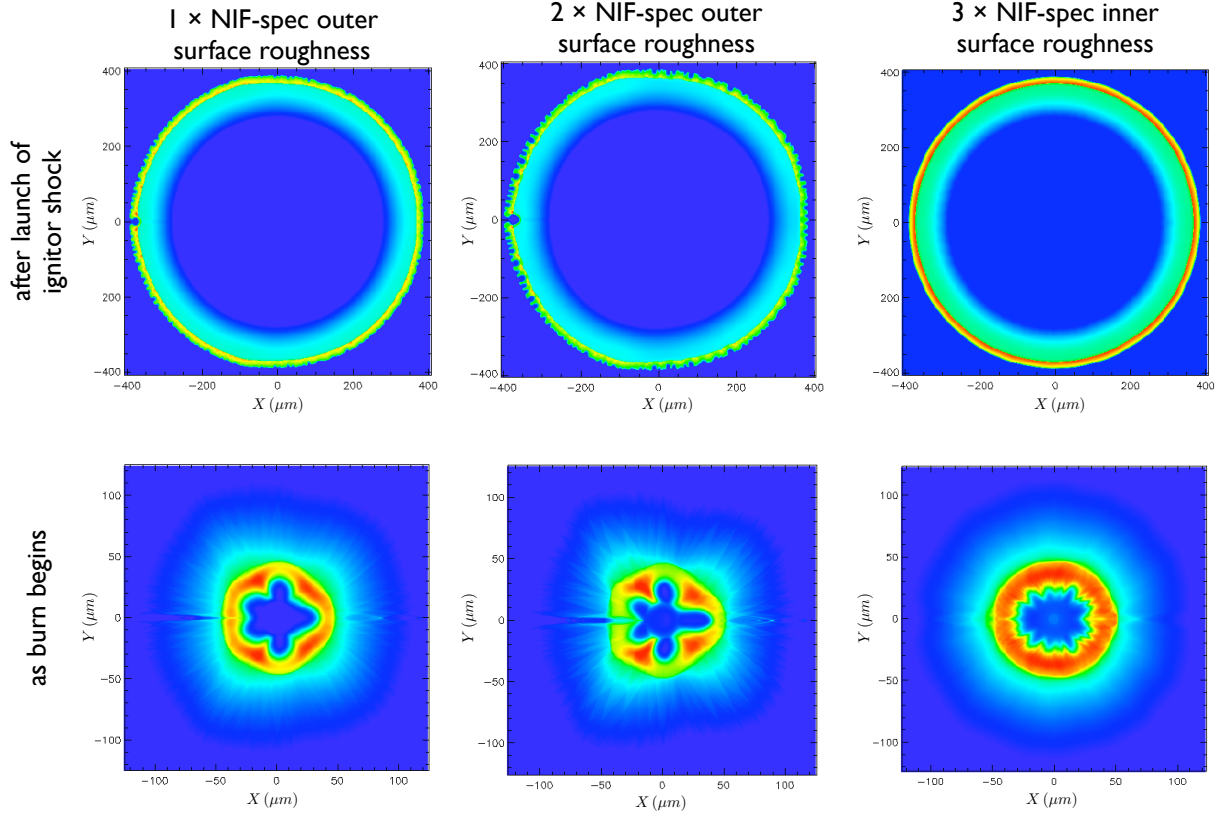 1 × NIF-spec outer
surface roughness
2 × NIF-spec outer
surface roughness
3 × NIF-spec inner
surface roughness
after launch of
ignitor shock
400
200
0
200
−400
Y (μm)
−400 −200 0 200 400
X (μm)
400
200
0
−200
−400
Y (μm)
−400 −200 0 200 400
X (μm)
400
200
0
200
−400
Y (μm)
−400 −200 0 200 400
X (μm)
as burn begins
100
50
0
−50
−100
Y (μm)
−100 −50 0 50 100
X (μm)
100
50
0
−50
−100
Y (μm)
−100 −50 0 50 100
X (μm)
100
50
0
−50
−100
Y (μm)
−100 −50 0 50 100
X (μm)